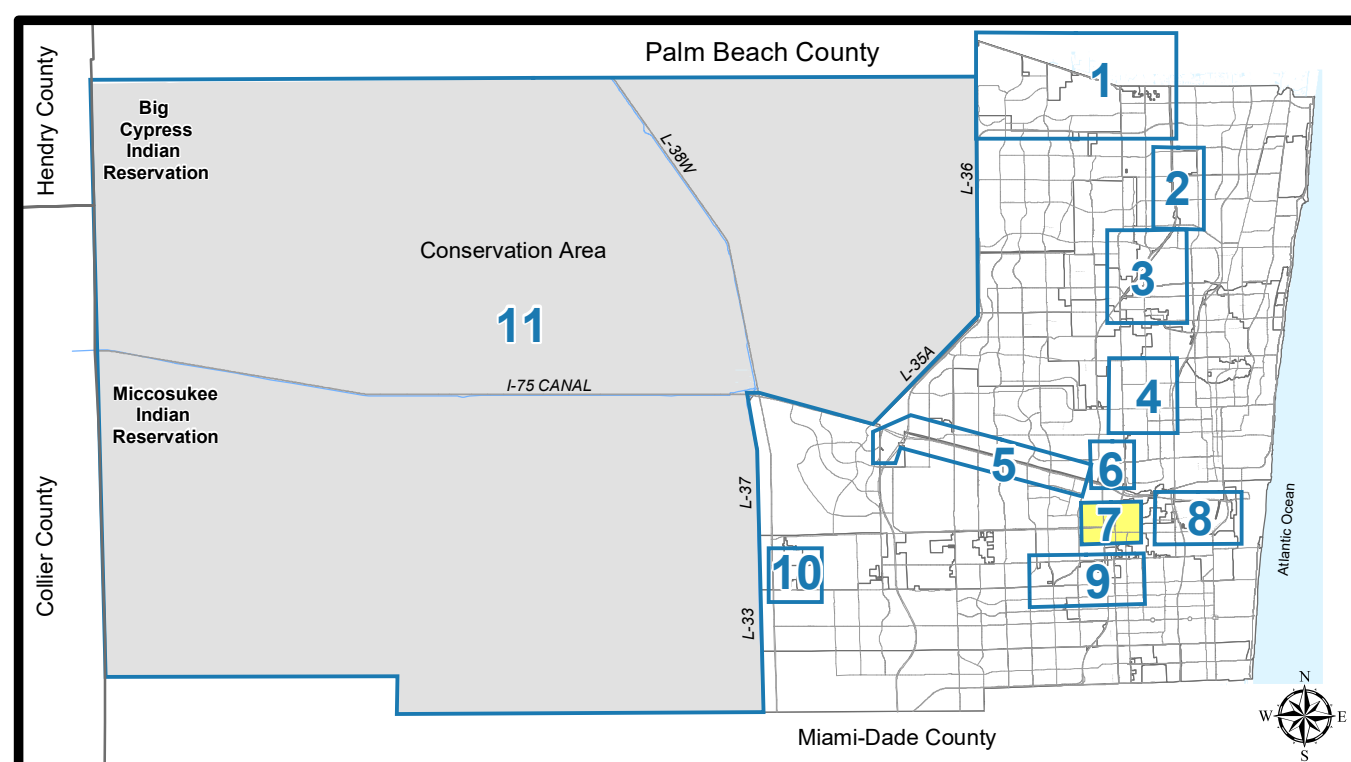 Palm Beach County
Hendry County
1
Big
Cypress
Indian
Reservation
L-38W
L-36
2
Conservation Area
3
11
L-35A
I-75 CANAL
Miccosukee
Indian
Reservation
4
5
6
L-37
7
8
Atlantic Ocean
Collier County
10
9
L-33
N
W
E
S
Miami-Dade County